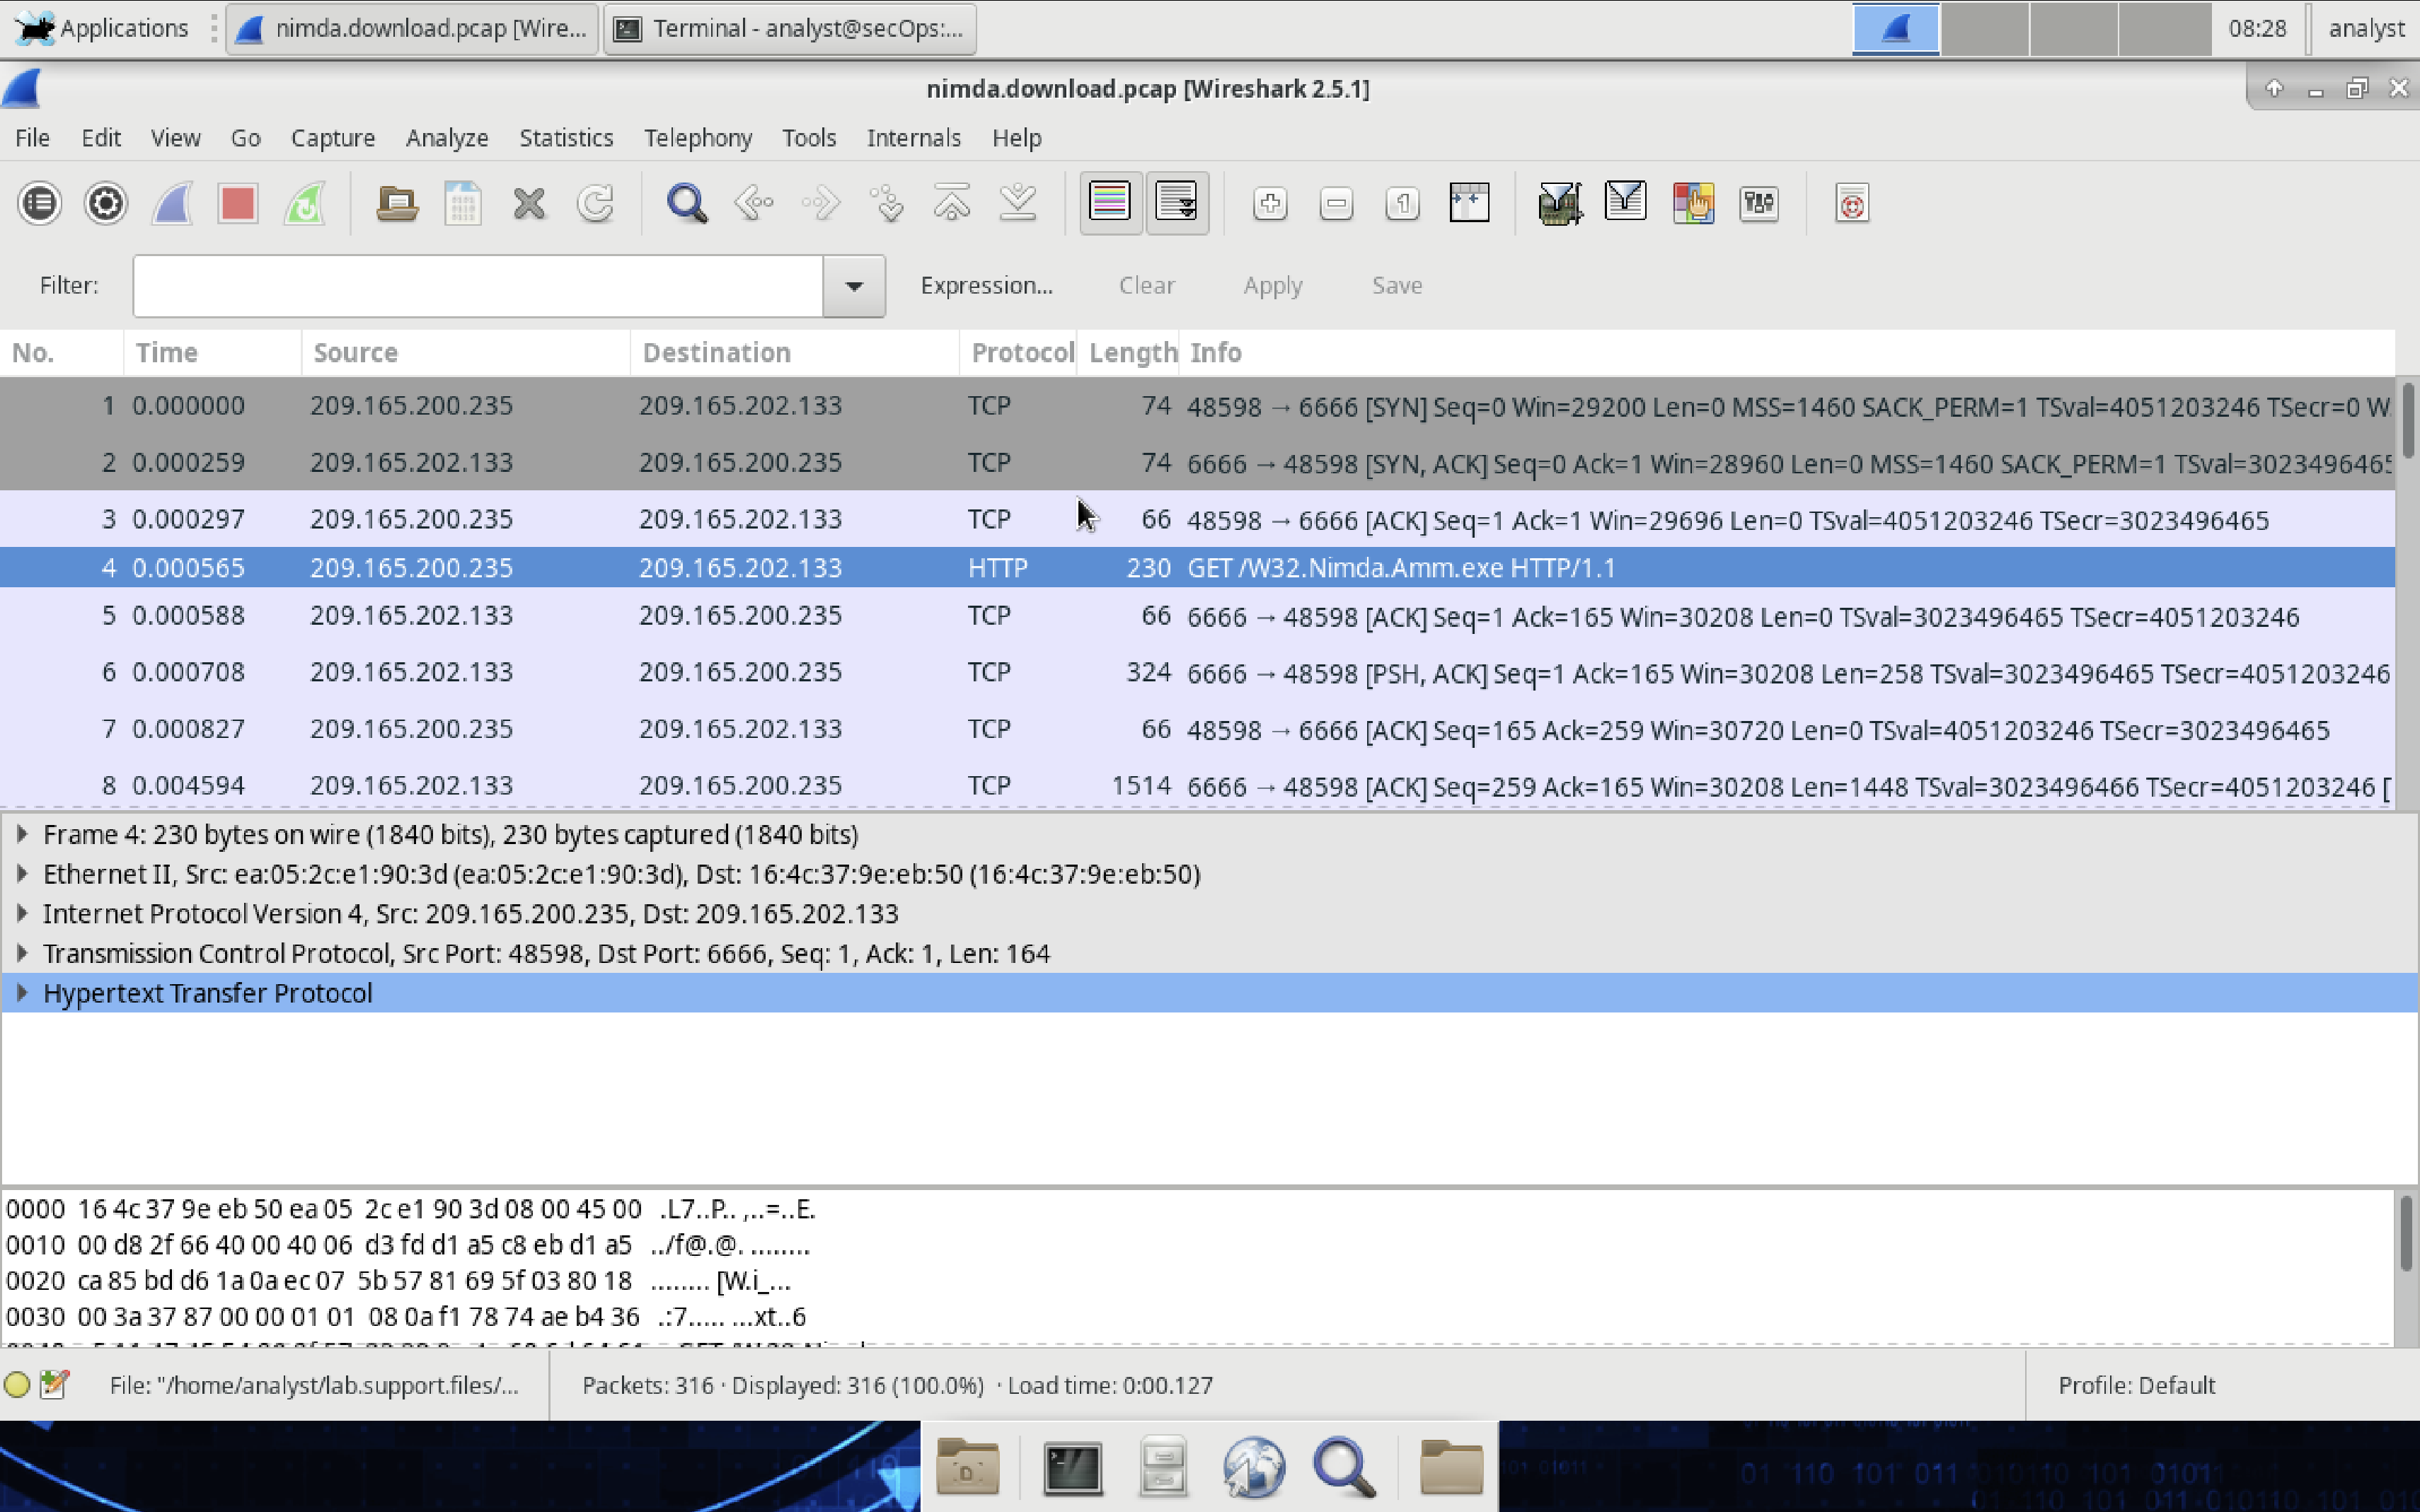 Applications nimda.download.pcap [Wire... Terminal - analyst@secOps:... 08:28 analyst
nimda.download.pcap [Wireshark 2.5.1]
File Edit View Go Capture Analyze Statistics Telephony Tools Internals Help
Filter: Expression... Clear Apply Save
No. Time Source Destination Protocol Length Info
1 0.000000 209.165.200.235 209.165.202.133 TCP 74 48598 → 6666 [SYN] Seq=0 Win=29200 Len=0 MSS=1460 SACK_PERM=1 TSval=4051203246 TSecr=0 W
2 0.000259 209.165.202.133 209.165.200.235 TCP 74 6666 → 48598 [SYN, ACK] Seq=0 Ack=1 Win=28960 Len=0 MSS=1460 SACK_PERM=1 TSval=3023496465
3 0.000297 209.165.200.235 209.165.202.133 TCP 66 48598 → 6666 [ACK] Seq=1 Ack=1 Win=29696 Len=0 TSval=4051203246 TSecr=3023496465
4 0.000565 209.165.200.235 209.165.202.133 HTTP 230 GET /W32.Nimda.Amm.exe HTTP/1.1
5 0.000588 209.165.202.133 209.165.200.235 TCP 66 6666 → 48598 [ACK] Seq=1 Ack=165 Win=30208 Len=0 TSval=3023496465 TSecr=4051203246
6 0.000708 209.165.202.133 209.165.200.235 TCP 324 6666 → 48598 [PSH, ACK] Seq=1 Ack=165 Win=30208 Len=258 TSval=3023496465 TSecr=4051203246
7 0.000827 209.165.200.235 209.165.202.133 TCP 66 48598 → 6666 [ACK] Seq=165 Ack=259 Win=30720 Len=0 TSval=4051203246 TSecr=3023496465
8 0.004594 209.165.202.133 209.165.200.235 TCP 1514 6666 → 48598 [ACK] Seq=259 Ack=165 Win=30208 Len=1448 TSval=3023496466 TSecr=4051203246 [
Frame 4: 230 bytes on wire (1840 bits), 230 bytes captured (1840 bits)
Ethernet II, Src: ea:05:2c:e1:90:3d (ea:05:2c:e1:90:3d), Dst: 16:4c:37:9e:eb:50 (16:4c:37:9e:eb:50)
Internet Protocol Version 4, Src: 209.165.200.235, Dst: 209.165.202.133
Transmission Control Protocol, Src Port: 48598, Dst Port: 6666, Seq: 1, Ack: 1, Len: 164
Hypertext Transfer Protocol
0000 16 4c 37 9e eb 50 ea 05 2c e1 90 3d 08 00 45 00 .L7..P.. ,..=..E.
0010 00 d8 2f 66 40 00 40 06 d3 fd d1 a5 c8 eb d1 a5 ../f@.@. ........
0020 ca 85 bd d6 1a 0a ec 07 5b 57 81 69 5f 03 80 18 ........ [W.i_...
0030 00 3a 37 87 00 00 01 01 08 0a f1 78 74 ae b4 36 .:7..... ...xt..6
File: "/home/analyst/lab.support.files/... Packets: 316 · Displayed: 316 (100.0%) · Load time: 0:00.127 Profile: Default